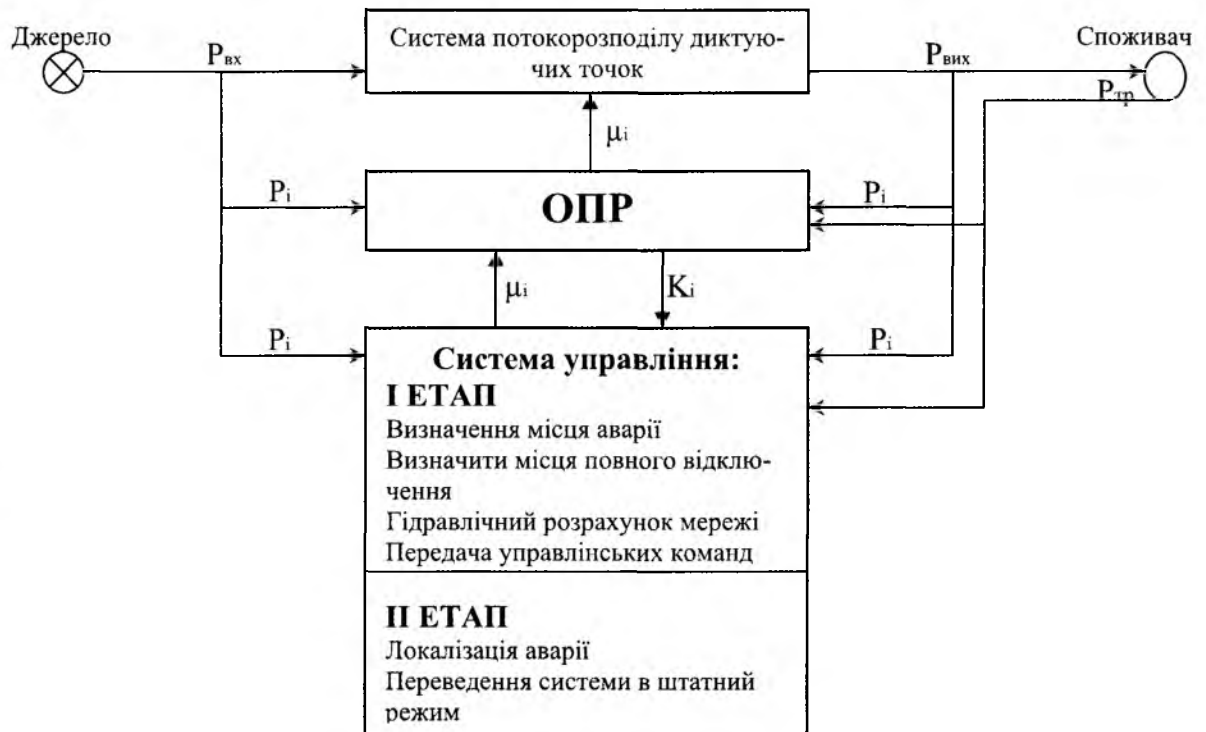 Джерело
Pвх
Система потокорозподілу диктую-
чих точок
Pвих
Споживач
Pтр
μi
Pi
ОПР
Pi
μi
Ki
Pi
Pi
Система управління:
І ЕТАП
Визначення місця аварії
Визначити місця повного відклю-
чення
Гідравлічний розрахунок мережі
Передача управлінських команд
ІІ ЕТАП
Локалізація аварії
Переведення системи в штатний
режим